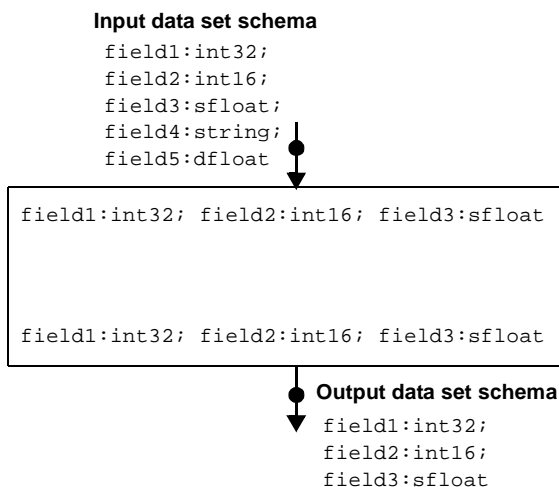 Input data set schema
field1:int32;
field2:int16;
field3:sfloat;
field4:string;
field5:dfloat
field1:int32; field2:int16; field3:sfloat
field1:int32; field2:int16; field3:sfloat
Output data set schema
field1:int32;
field2:int16;
field3:sfloat